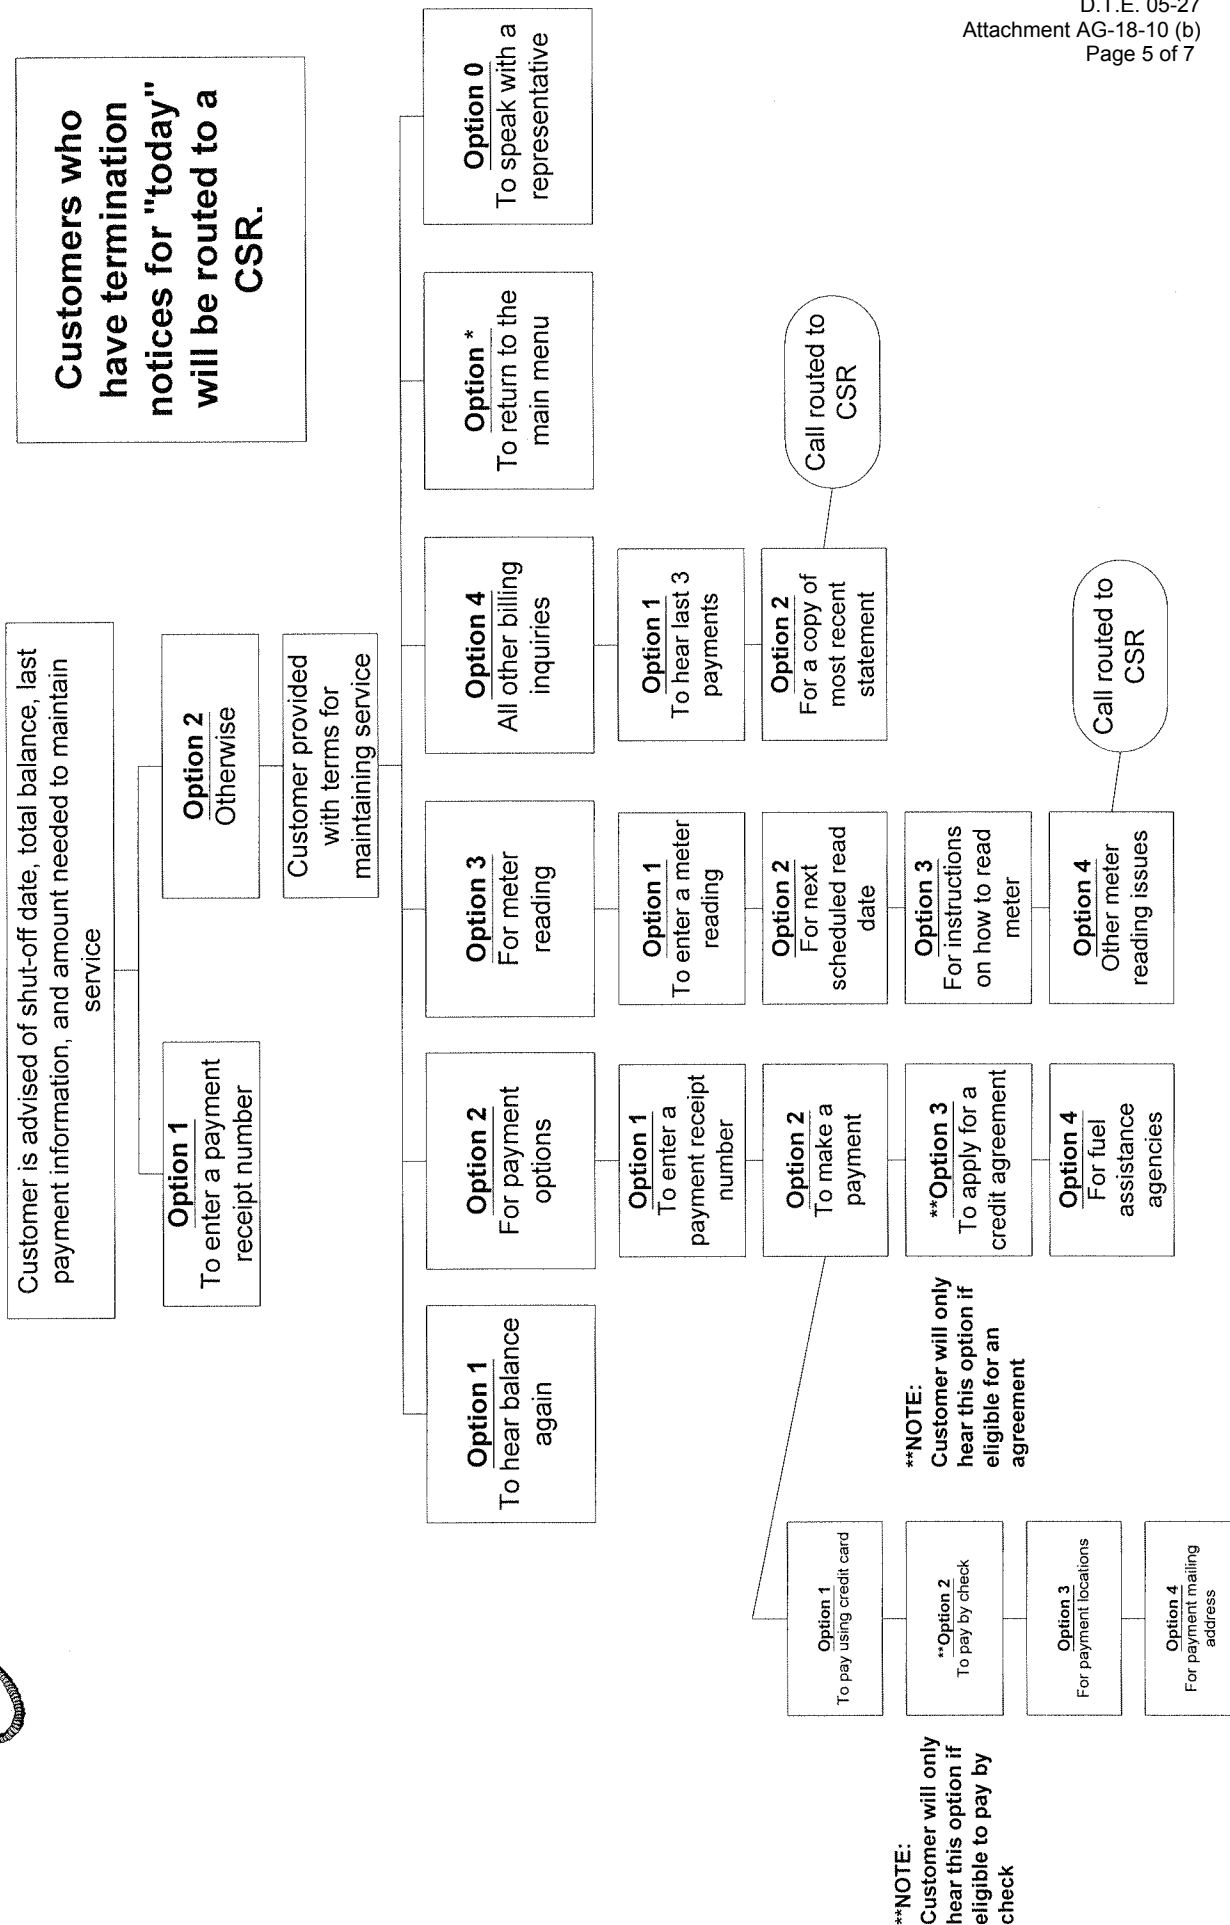 D.T.E. 05-27
Attachment AG-18-10 (b)
Page 5 of 7
Customers who
have termination
notices for "today"
will be routed to a
CSR.
Customer is advised of shut-off date, total balance, last
payment information, and amount needed to maintain
service
Option 1
To enter a payment
receipt number
Option 2
Otherwise
Customer provided
with terms for
maintaining service
Option 1
To hear balance
again
Option 2
For payment
options
Option 3
For meter
reading
Option 4
All other billing
inquiries
Option *
To return to the
main menu
Option 0
To speak with a
representative
Option 1
To enter a
payment receipt
number
Option 2
To make a
payment
**Option 3
To apply for a
credit agreement
Option 4
For fuel
assistance
agencies
Option 1
To enter a meter
reading
Option 2
For next
scheduled read
date
Option 3
For instructions
on how to read
meter
Option 4
Other meter
reading issues
Call routed to
CSR
Option 1
To hear last 3
payments
Option 2
For a copy of
most recent
statement
Call routed to
CSR
**NOTE:
Customer will only
hear this option if
eligible for an
agreement
Option 1
To pay using credit card
**Option 2
To pay by check
Option 3
For payment locations
Option 4
For payment mailing
address
**NOTE:
Customer will only
hear this option if
eligible to pay by
check